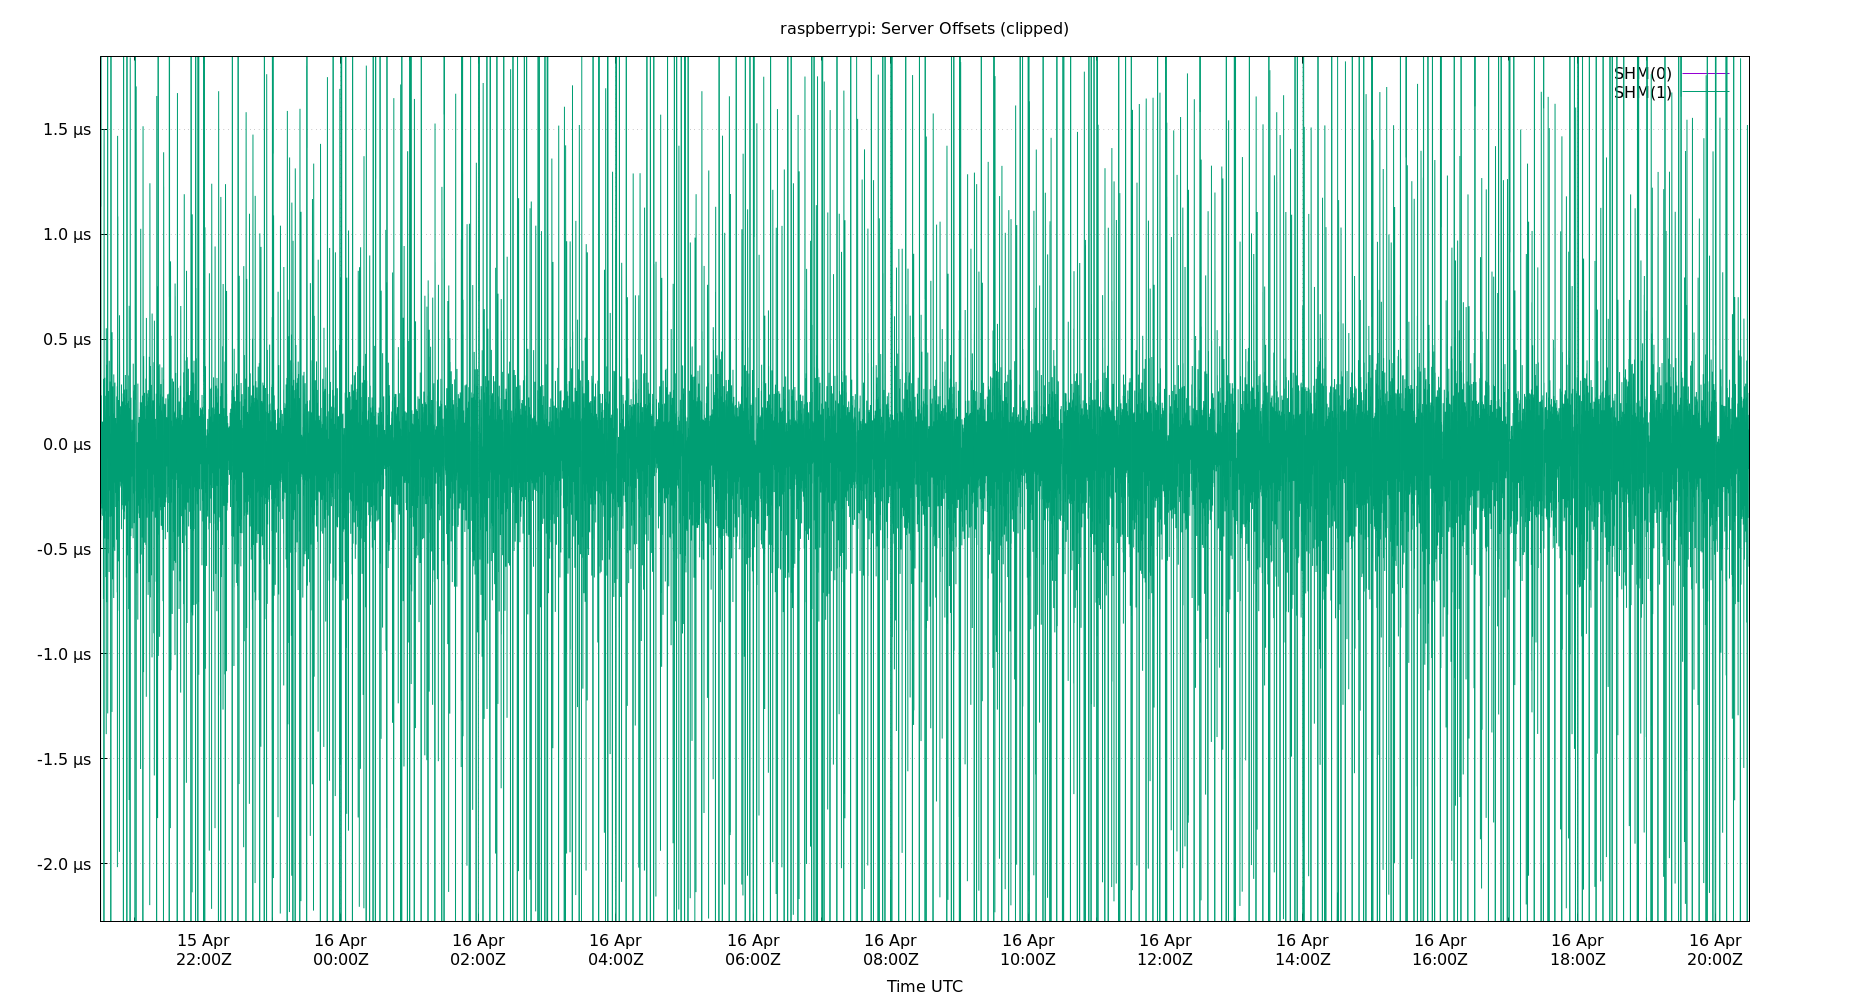 raspberrypi: Server Offsets (clipped)
SHM(0)
SHM(1)
1.5 µs
1.0 µs
0.5 µs
0.0 µs
-0.5 µs
-1.0 µs
-1.5 µs
-2.0 µs
15 Apr 16 Apr 16 Apr 16 Apr 16 Apr 16 Apr 16 Apr 16 Apr 16 Apr 16 Apr 16 Apr 16 Apr
22:00Z 00:00Z 02:00Z 04:00Z 06:00Z 08:00Z 10:00Z 12:00Z 14:00Z 16:00Z 18:00Z 20:00Z
Time UTC